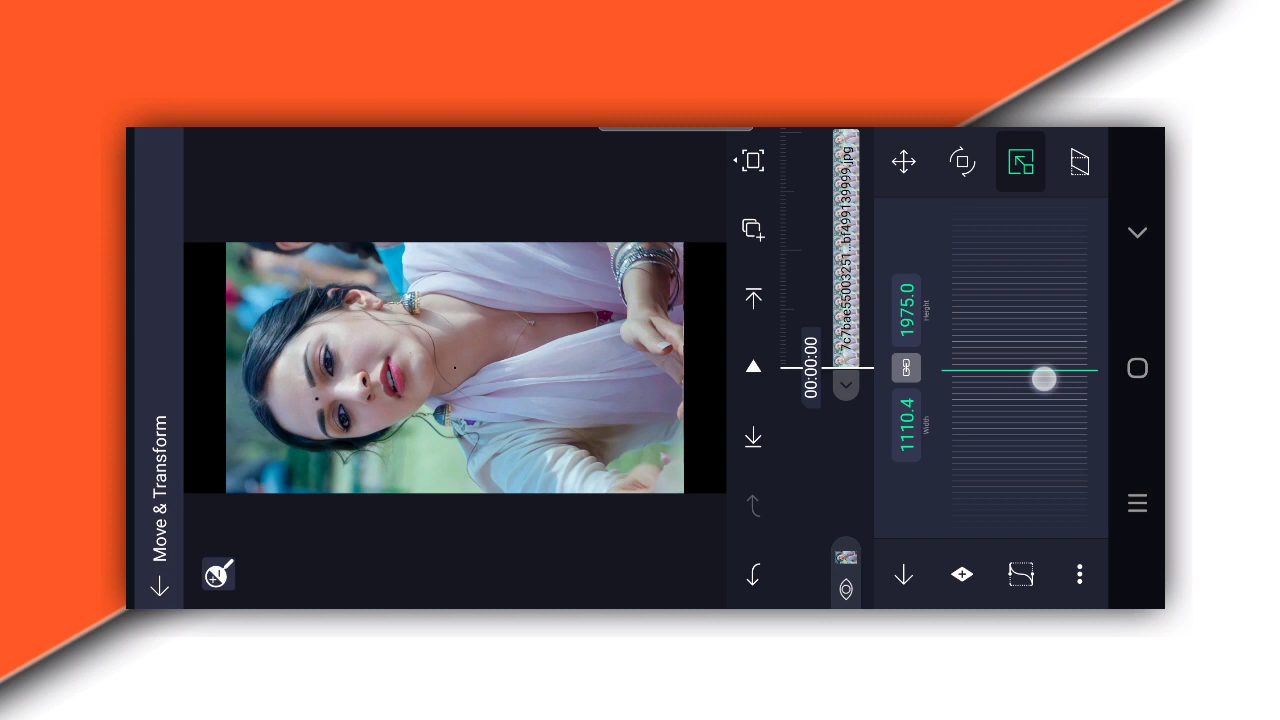 Move & Transform
00:00:00
7c7bae55003251...bf499139999.jpg
1110.4
Width
1975.0
Height